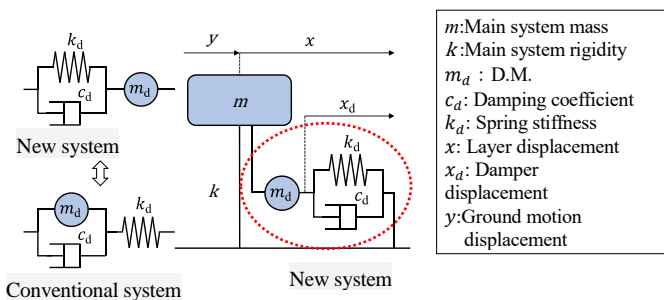 k_d
c_d
m_d
New system
m_d
k_d
c_d
Conventional system
y
x
m
x_d
k_d
k
m_d
c_d
New system
m:Main system mass
k:Main system rigidity
m_d : D.M.
c_d: Damping coefficient
k_d: Spring stiffness
x: Layer displacement
x_d: Damper
displacement
y:Ground motion
displacement